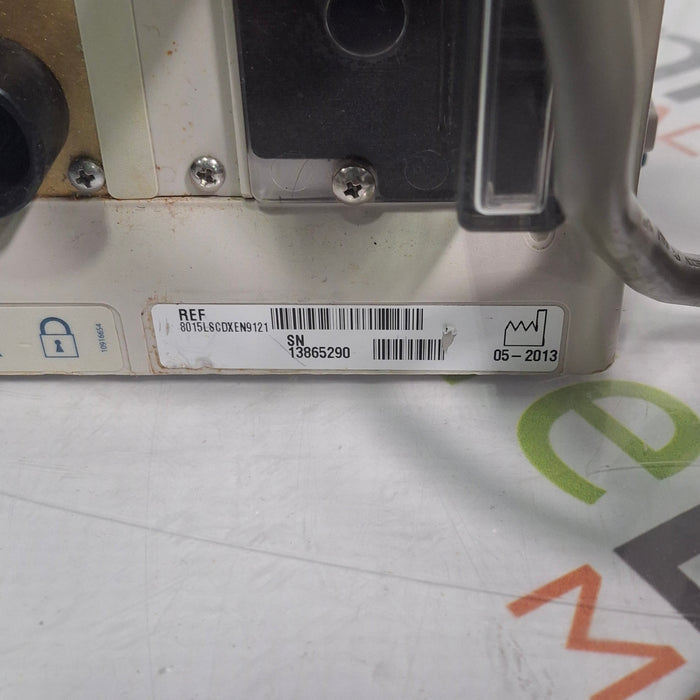 REF
8015LSCDXEN9121
SN
13865290
05-2013
10916654
e
M